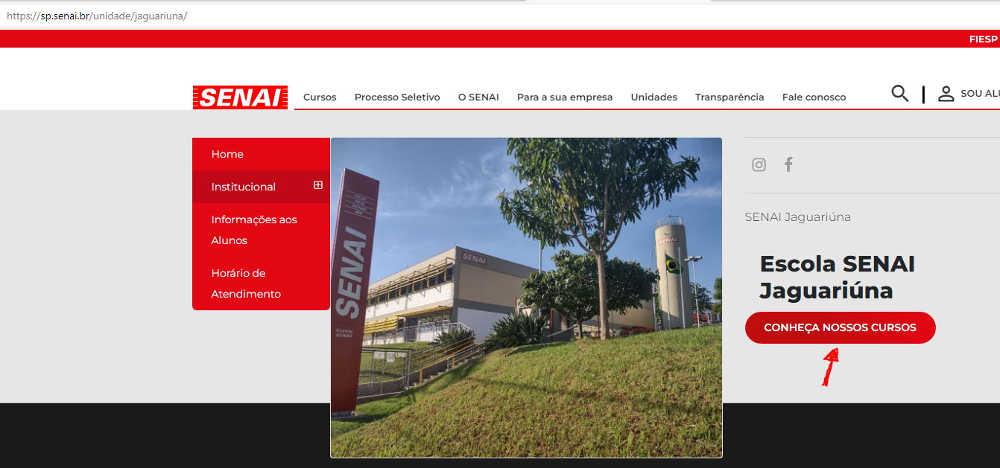 https://sp.senai.br/unidade/jaguariuna/
FIESP
SENAI
Cursos
Processo Seletivo
O SENAI
Para a sua empresa
Unidades
Transparência
Fale conosco
SOU ALU
Home
Institucional
Informações aos
Alunos
Horário de
Atendimento
SENAI
Escola
SENAI
SENAI
SENAI
SENAI Jaguariúna
Escola SENAI
Jaguariúna
CONHEÇA NOSSOS CURSOS